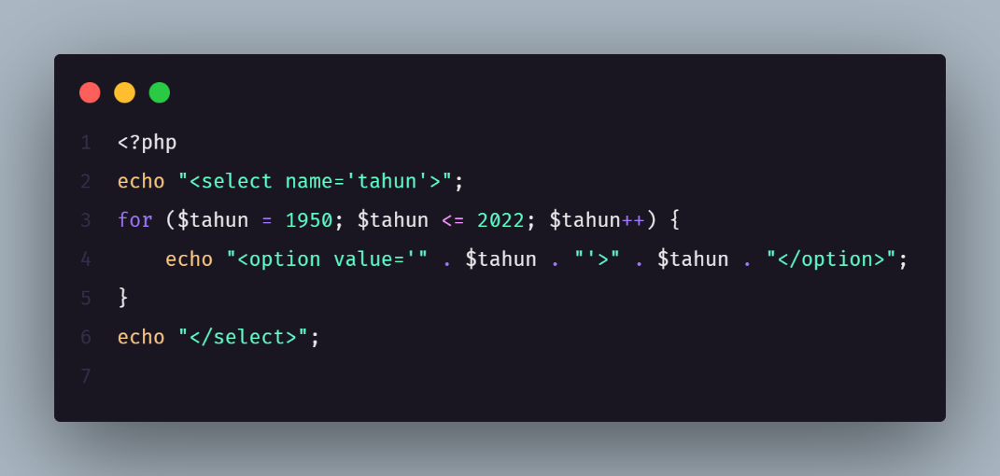 1 <?php
2 echo "<select name='tahun'>";
3 for ($tahun = 1950; $tahun <= 2022; $tahun++) {
4     echo "<option value='" . $tahun . "'>" . $tahun . "</option>";
5 }
6 echo "</select>";
7